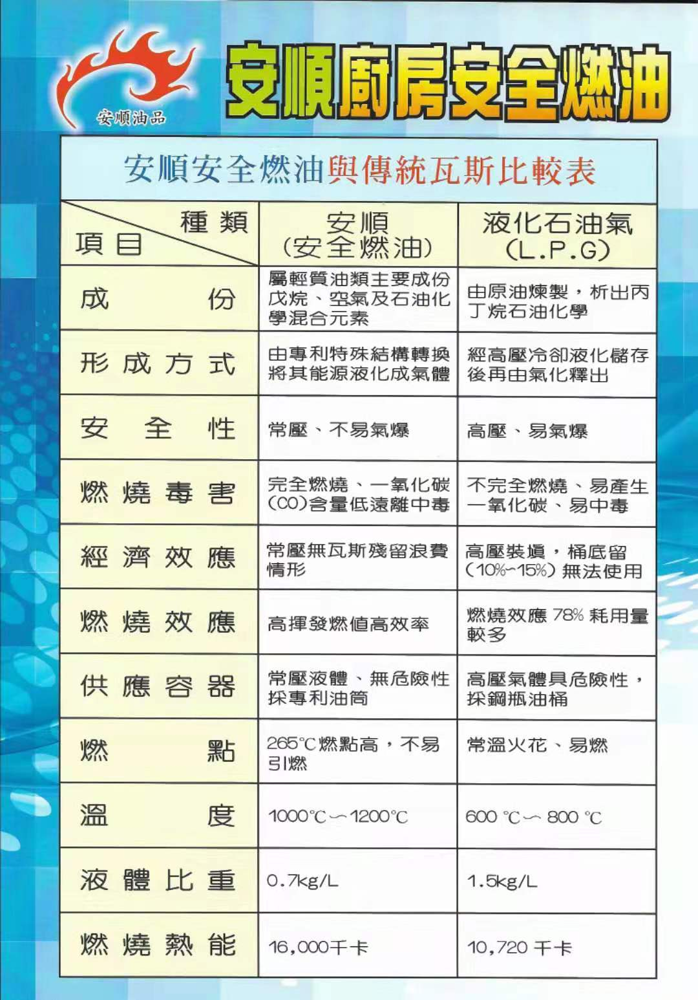 安順油品
安順廚房安全燃油
安順安全燃油與傳統瓦斯比較表
種類
項目
安順
(安全燃油)
液化石油氣
(L.P.G)
成份
屬輕質油類主要成份
戊烷、空氣及石油化
學混合元素
由原油煉製，析出丙
丁烷石油化學
形成方式
由專利特殊結構轉換
將其能源液化成氣體
經高壓冷卻液化儲存
後再由氣化釋出
安全性
常壓、不易氣爆
高壓、易氣爆
燃燒毒害
完全燃燒、一氧化碳
(CO)含量低遠離中毒
不完全燃燒、易產生
一氧化碳、易中毒
經濟效應
常壓無瓦斯殘留浪費
情形
高壓裝填，桶底留
(10%~15%)無法使用
燃燒效應
高揮發燃值高效率
燃燒效應 78% 耗用量
較多
供應容器
常壓液體、無危險性
採專利油筒
高壓氣體具危險性，
採鋼瓶油桶
燃點
265℃燃點高，不易
引燃
常溫火花、易燃
溫度
1000℃~1200℃
600 ℃~ 800 ℃
液體比重
0.7kg/L
1.5kg/L
燃燒熱能
16,000千卡
10,720 千卡